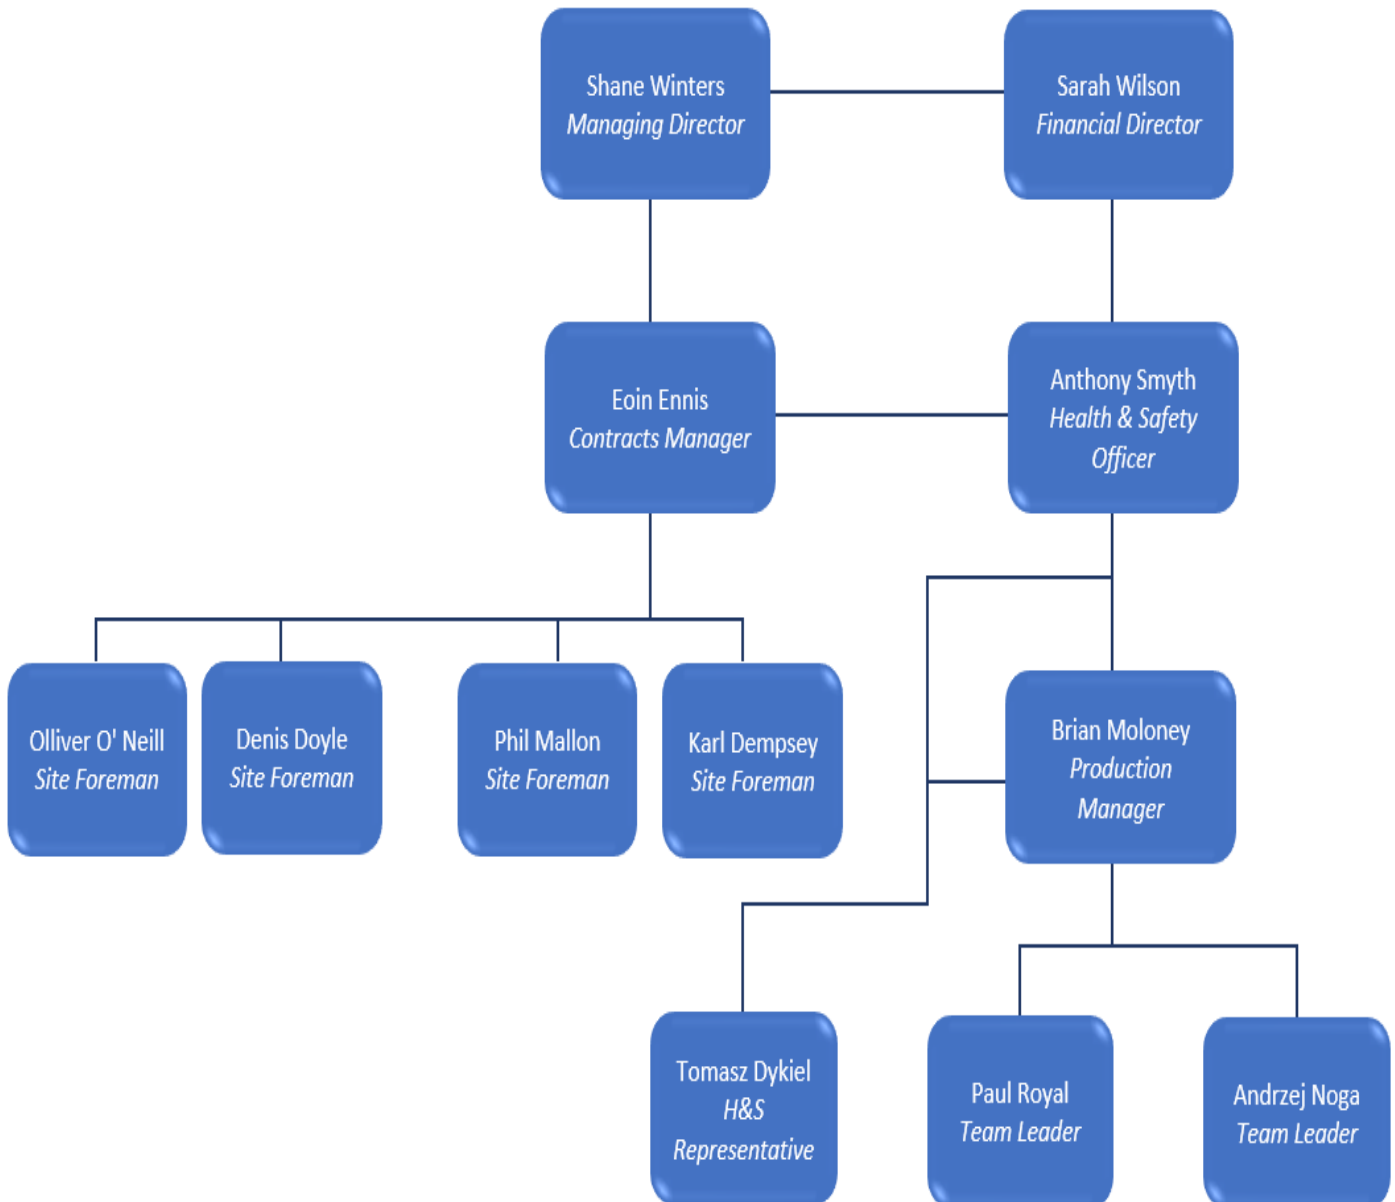 Shane Winters
Managing Director
Sarah Wilson
Financial Director
Eoin Ennis
Contracts Manager
Anthony Smyth
Health & Safety
Officer
Olliver O' Neill
Site Foreman
Denis Doyle
Site Foreman
Phil Mallon
Site Foreman
Karl Dempsey
Site Foreman
Brian Moloney
Production
Manager
Tomasz Dykiel
H&S
Representative
Paul Royal
Team Leader
Andrzej Noga
Team Leader